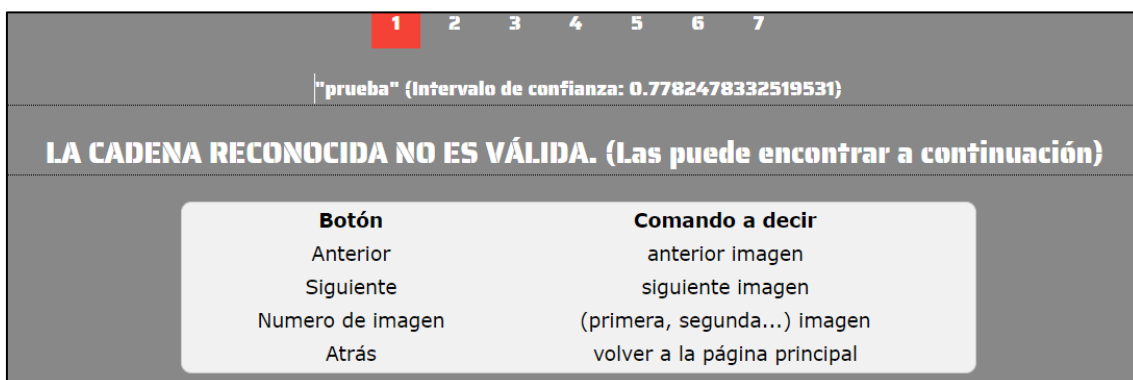 1 2 3 4 5 6 7
"prueba" (Intervalo de confianza: 0.7782478332519531)
LA CADENA RECONOCIDA NO ES VÁLIDA. (Las puede encontrar a continuación)
Botón Comando a decir
Anterior anterior imagen
Siguiente siguiente imagen
Numero de imagen (primera, segunda...) imagen
Atrás volver a la página principal